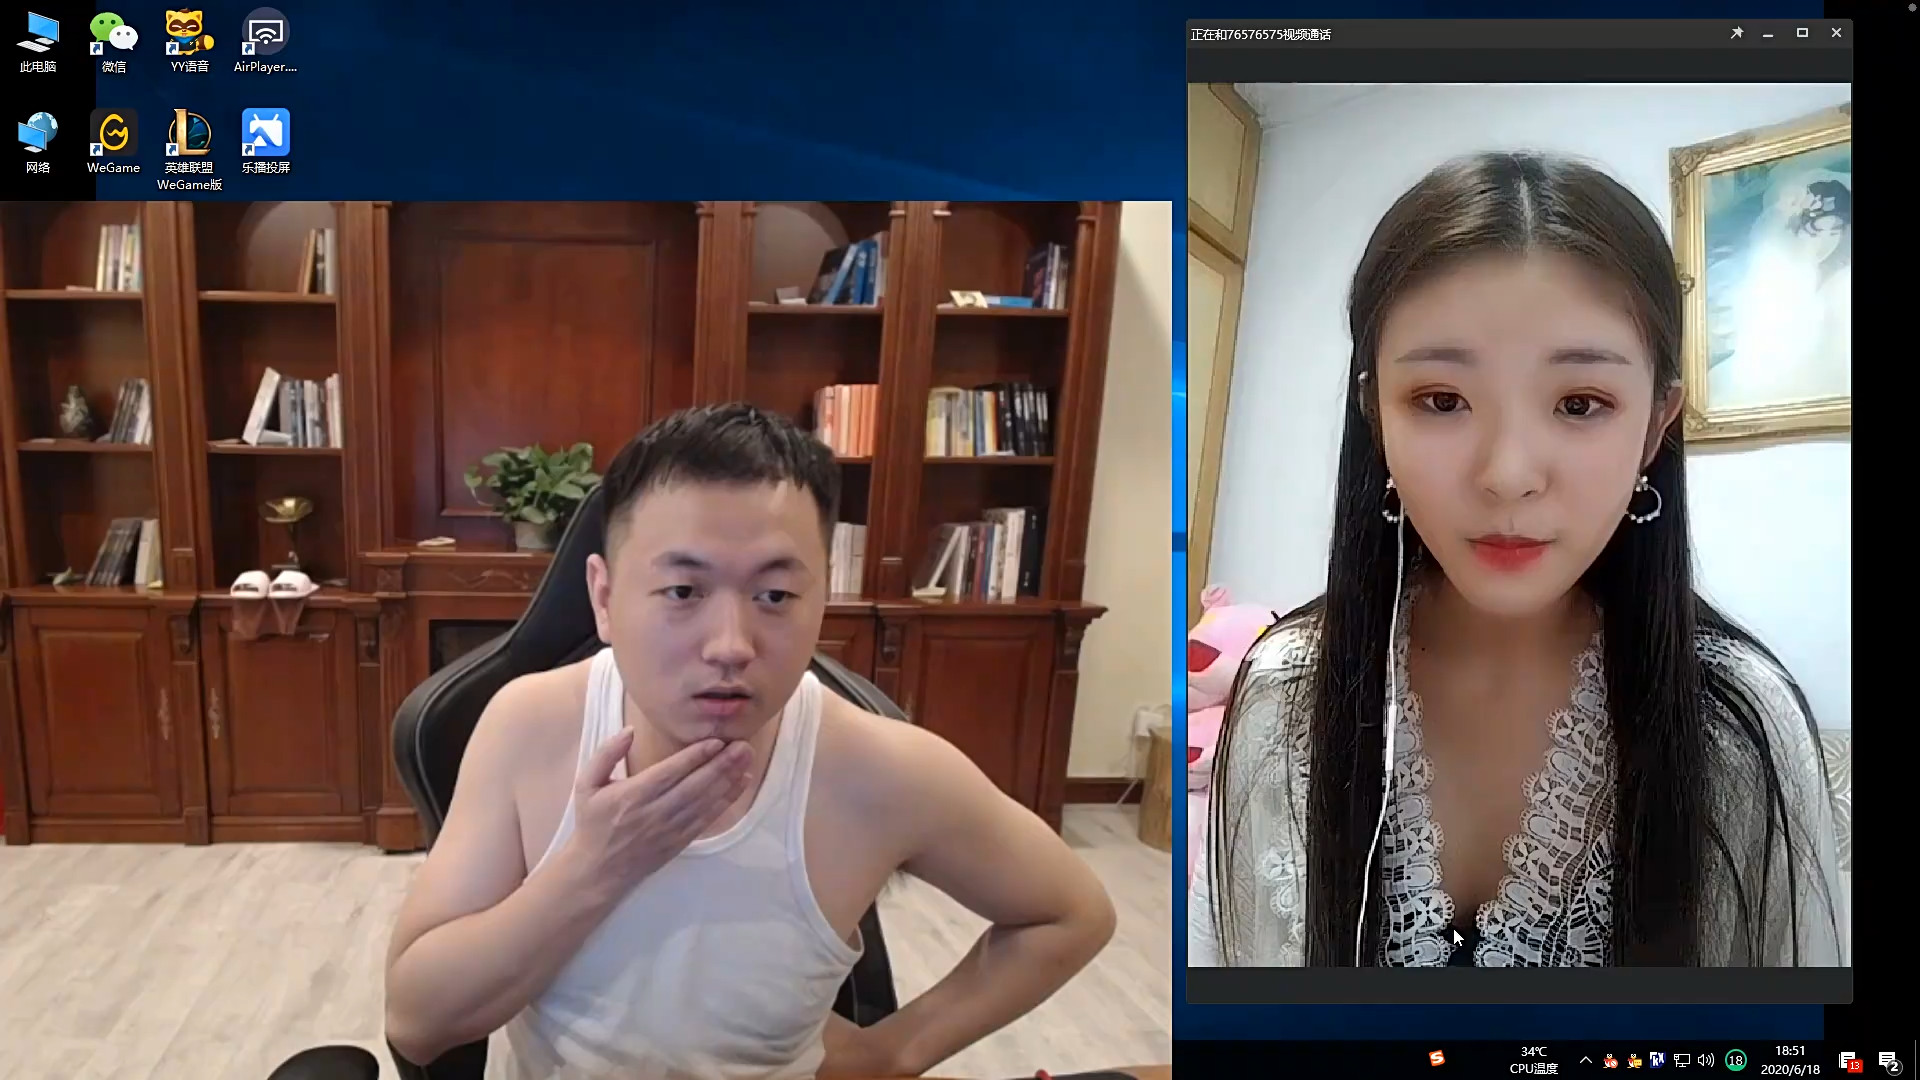 此电脑
微信
YY语音
AirPlayer....
网络
WeGame
英雄联盟
WeGame版
乐播投屏
正在和76576575视频通话
34℃
CPU温度
18
18:51
2020/6/18
13
2